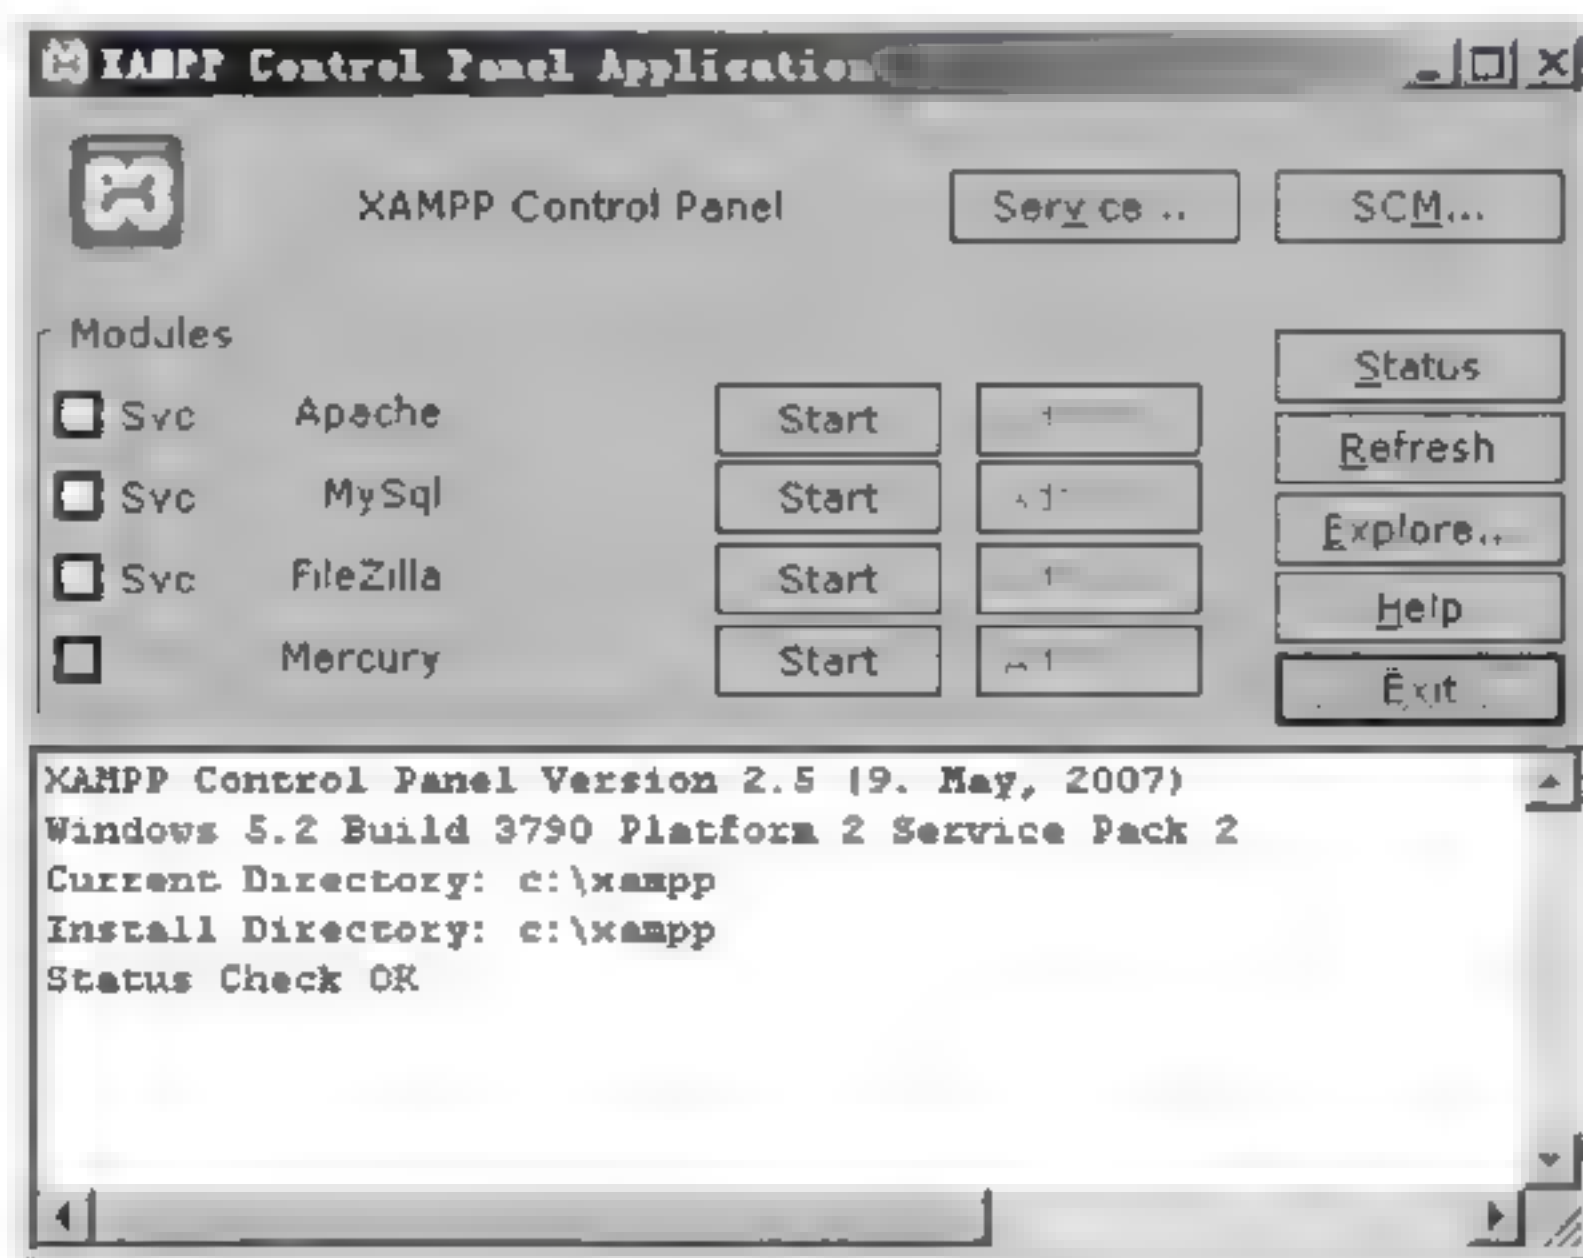 XAMPP Control Panel Application
XAMPP Control Panel
Service...
SCM...
Modules
Status
Svc Apache Start
Refresh
Svc MySql Start
Explore...
Svc FileZilla Start
Help
Mercury Start
Exit
XAMPP Control Panel Version 2.5 (9. May, 2007)
Windows 5.2 Build 3790 Platform 2 Service Pack 2
Current Directory: c:\xampp
Install Directory: c:\xampp
Status Check OK